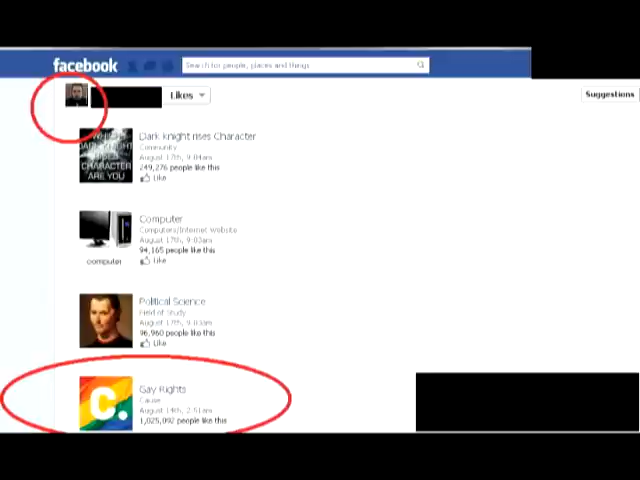 facebook
Search for people, places and things
Likes
Suggestions
WHICH
DARK KNIGHT
RISES
CHARACTER
ARE YOU
Dark knight rises Character
Community
August 17th, 9:04am
249,276 people like this
Like
Computer
Computers/Internet Website
August 17th, 9:03am
94,165 people like this
Like
computer
Political Science
Field of Study
August 17th, 9:03am
96,960 people like this
Like
C.
Gay Rights
Cause
August 14th, 2:51am
1,025,092 people like this